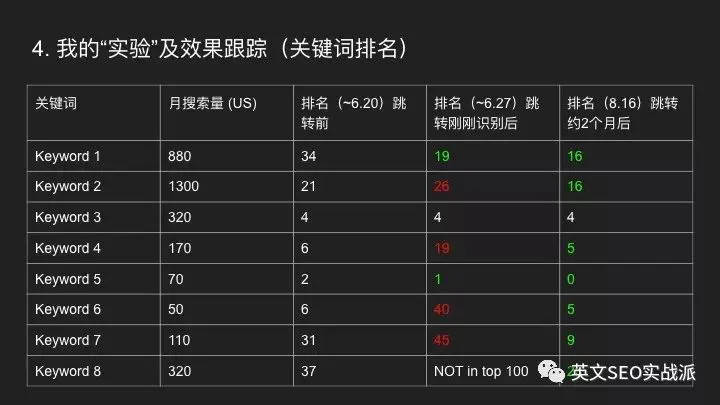 4. 我的“实验”及效果跟踪（关键词排名）
关键词 月搜索量 (US) 排名（~6.20）跳 排名（~6.27）跳 排名（8.16）跳转
转前 转刚刚识别后 约2个月后
Keyword 1 880 34 19 16
Keyword 2 1300 21 26 16
Keyword 3 320 4 4 4
Keyword 4 170 6 19 5
Keyword 5 70 2 1 0
Keyword 6 50 6 40 5
Keyword 7 110 31 45 9
Keyword 8 320 37 NOT in top 100
英文SEO实战派